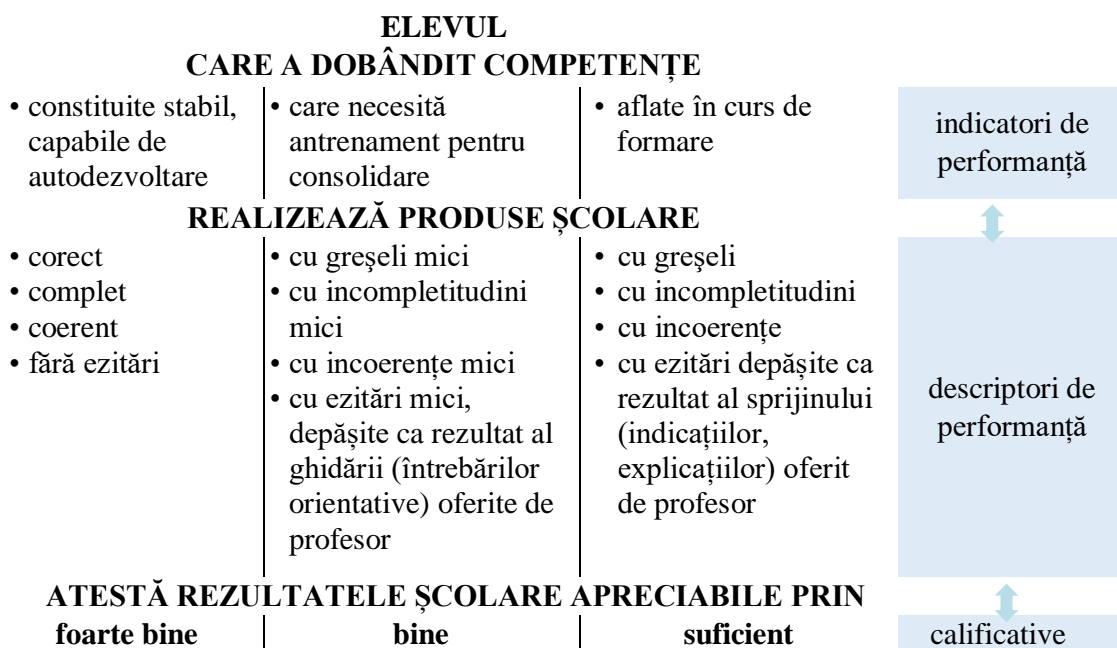 ELEVUL
CARE A DOBÂNDIT COMPETENȚE
• constituite stabil,
capabile de
autodezvoltare
• care necesită
antrenament pentru
consolidare
• aflate în curs de
formare
indicatori de
performanță
REALIZEAZĂ PRODUSE ȘCOLARE
• corect
• complet
• coerent
• fără ezitări
• cu greşeli mici
• cu incompletitudini
mici
• cu incoerențe mici
• cu ezitări mici,
depășite ca rezultat al
ghidării (întrebărilor
orientative) oferite de
profesor
• cu greşeli
• cu incompletitudini
• cu incoerențe
• cu ezitări depășite ca
rezultat al sprijinului
(indicațiilor,
explicațiilor) oferit
de profesor
descriptori de
performanță
ATESTĂ REZULTATELE ȘCOLARE APRECIABILE PRIN
foarte bine
bine
suficient
calificative